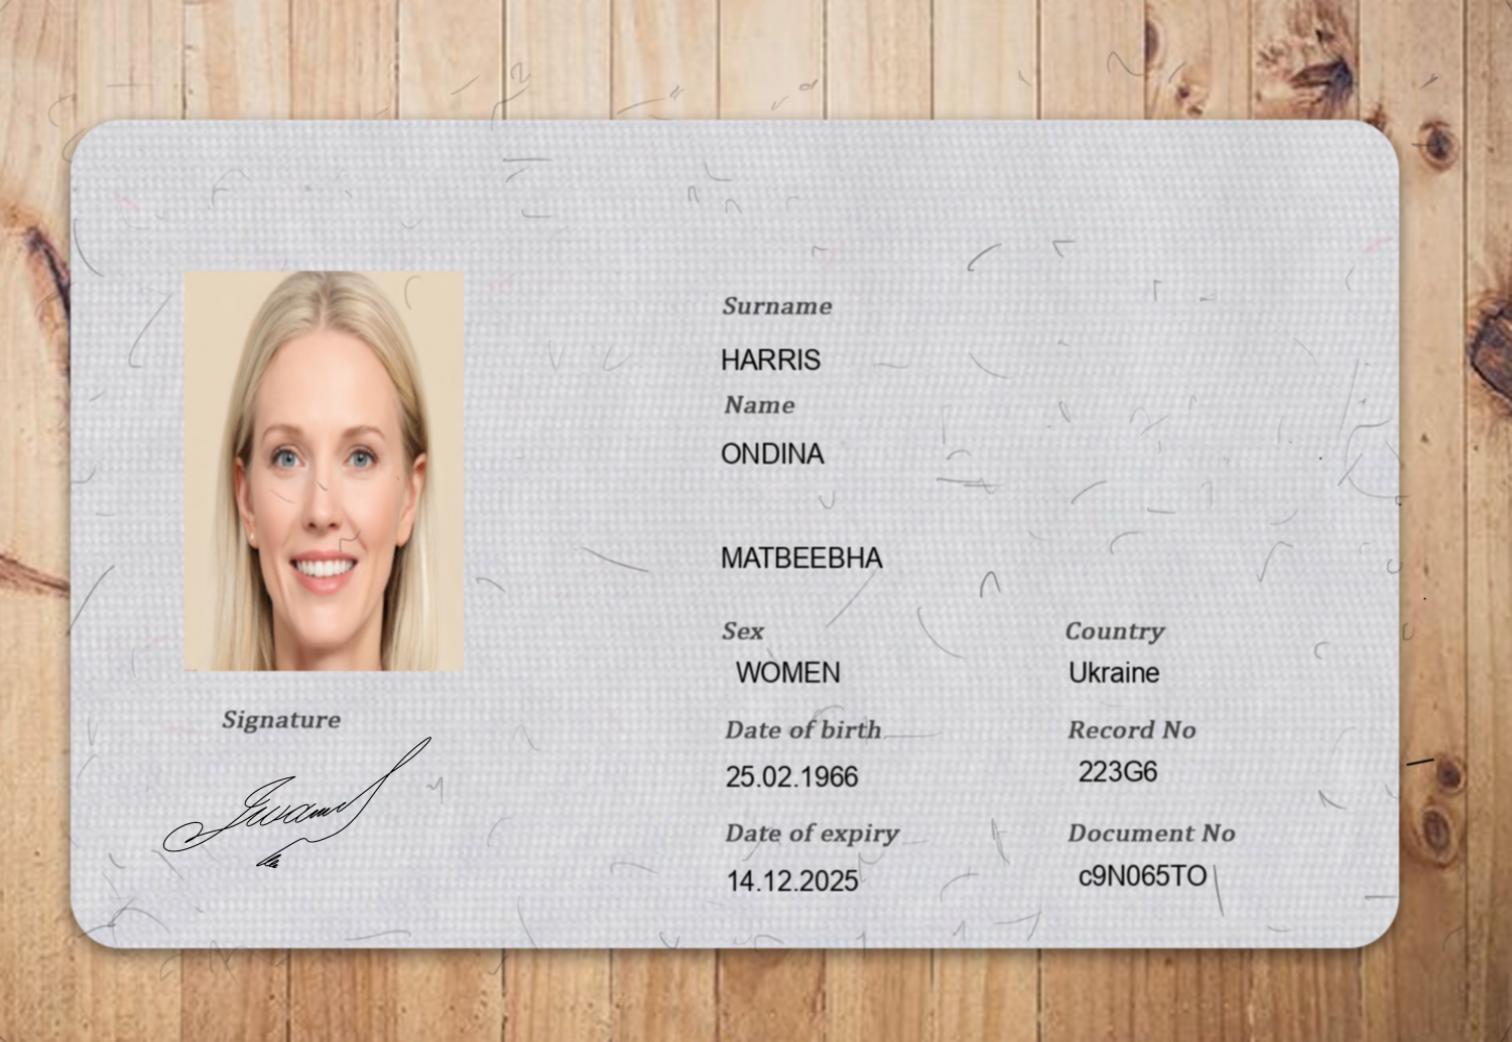 Surname
HARRIS
Name
ONDINA
MATBEEBHA
Sex
WOMEN
Country
Ukraine
Date of birth
25.02.1966
Record No
223G6
Date of expiry
14.12.2025
Document No
c9N065TO
Signature